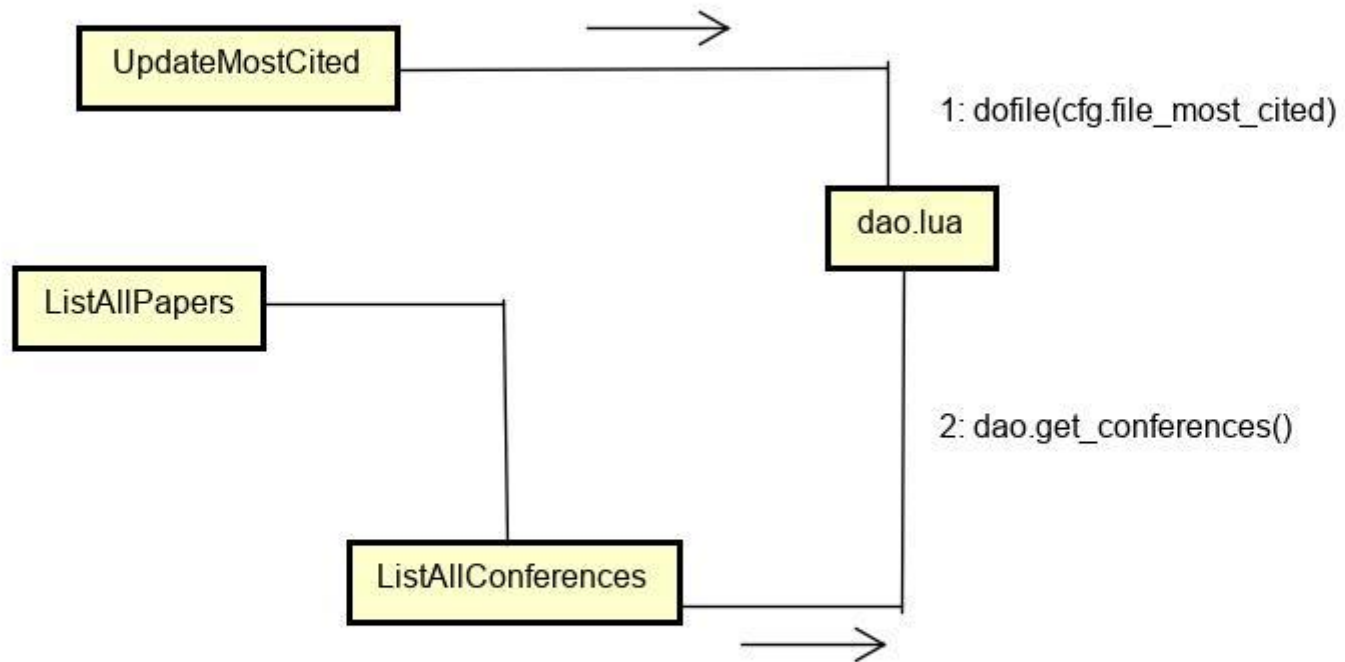 UpdateMostCited
1: dofile(cfg.file_most_cited)
dao.lua
ListAllPapers
2: dao.get_conferences()
ListAllConferences